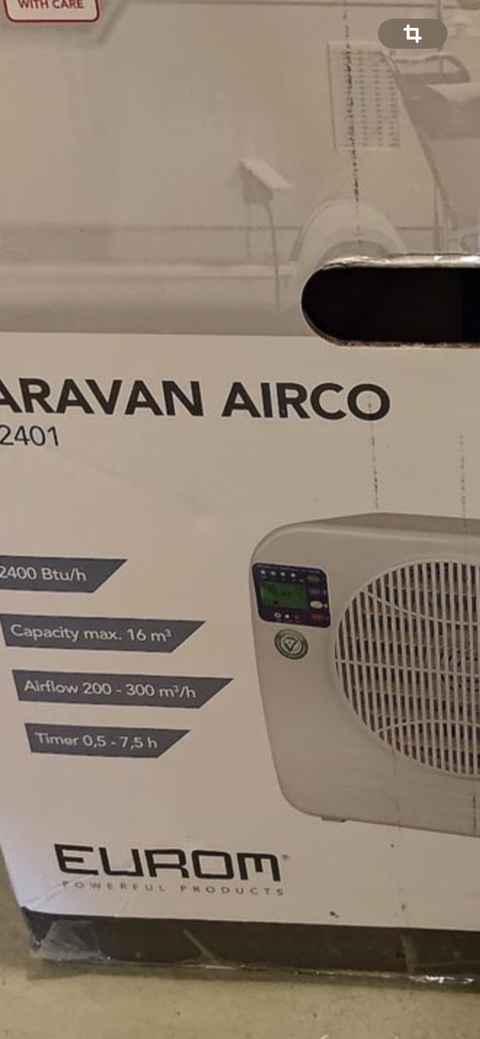 WITH CARE
ARAVAN AIRCO
2401
2400 Btu/h
Capacity max. 16 m³
Airflow 200 - 300 m³/h
Timer 0,5 - 7,5 h
EUROM®
POWERFUL PRODUCTS